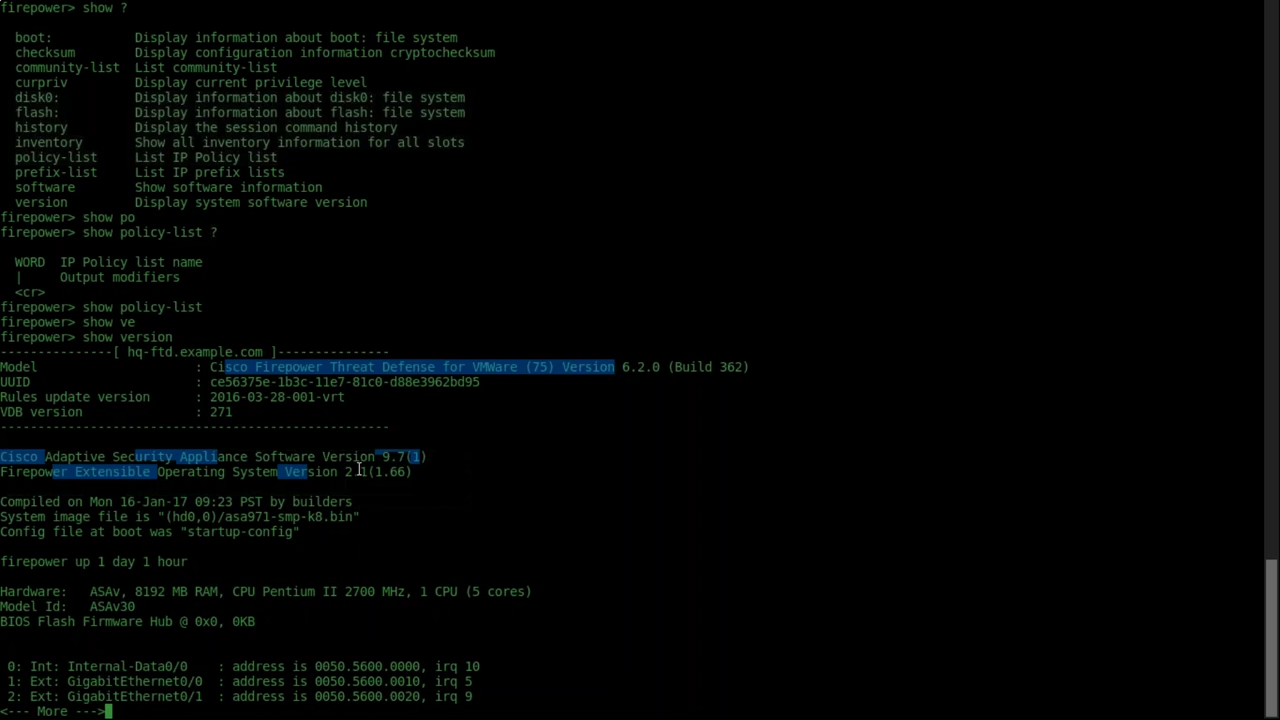 firepower> show ?
boot:          Display information about boot: file system
checksum        Display configuration information cryptochecksum
community-list  List community-list
curpriv         Display current privilege level
disk0:          Display information about disk0: file system
flash:          Display information about flash: file system
history         Display the session command history
inventory       Show all inventory information for all slots
policy-list     List IP Policy list
prefix-list     List IP prefix lists
software        Show software information
version         Display system software version
firepower> show po
firepower> show policy-list ?
WORD  IP Policy list name
|     Output modifiers
<cr>
firepower> show policy-list
firepower> show ve
firepower> show version
---------------[ hq-ftd.example.com ]---------------
Model                     : Cisco Firepower Threat Defense for VMWare (75) Version 6.2.0 (Build 362)
UUID                      : ce56375e-1b3c-11e7-81c0-d88e3962bd95
Rules update version      : 2016-03-28-001-vrt
VDB version               : 271
----------------------------------------------------
Cisco Adaptive Security Appliance Software Version 9.7(1)
Firepower Extensible Operating System Version 2.1(1.66)
Compiled on Mon 16-Jan-17 09:23 PST by builders
System image file is "(hd0,0)/asa971-smp-k8.bin"
Config file at boot was "startup-config"
firepower up 1 day 1 hour
Hardware:   ASAv, 8192 MB RAM, CPU Pentium II 2700 MHz, 1 CPU (5 cores)
Model Id:   ASAv30
BIOS Flash Firmware Hub @ 0x0, 0KB
0: Int: Internal-Data0/0    : address is 0050.5600.0000, irq 10
1: Ext: GigabitEthernet0/0  : address is 0050.5600.0010, irq 5
2: Ext: GigabitEthernet0/1  : address is 0050.5600.0020, irq 9
<--- More --->